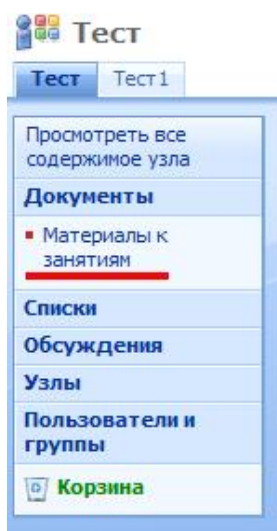 Тест
Тест Тест1
Просмотреть все
содержимое узла
Документы
Материалы к
занятиям
Списки
Обсуждения
Узлы
Пользователи и
группы
Корзина